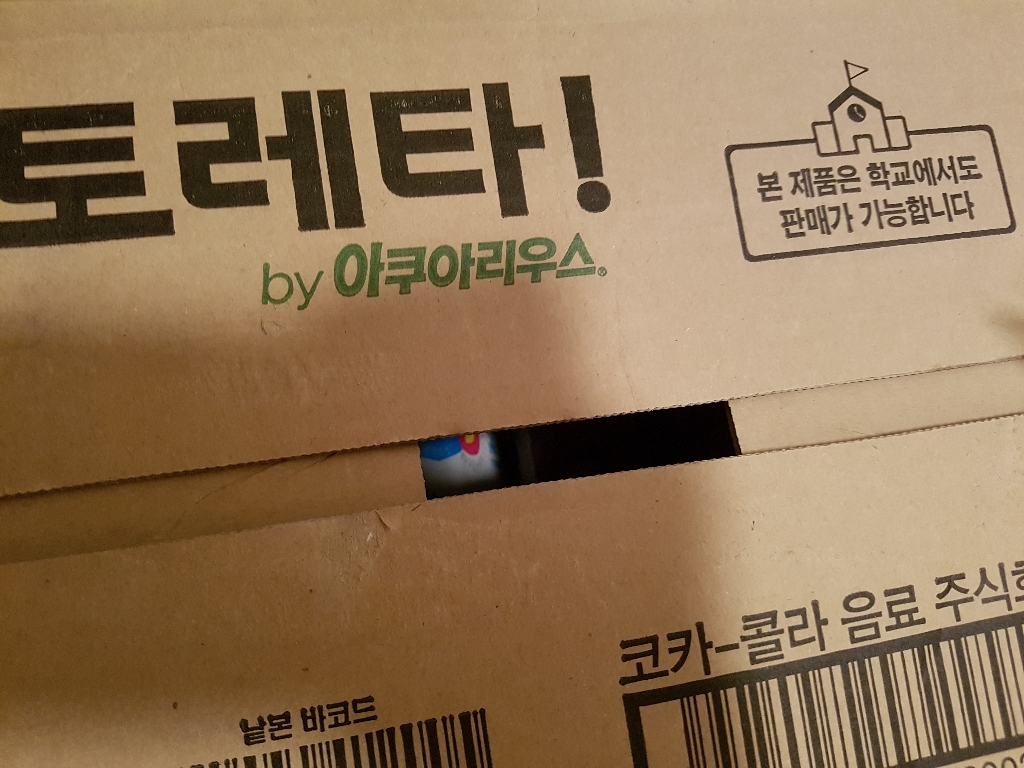 토레타!
by 아쿠아리우스®
본 제품은 학교에서도
판매가 가능합니다
코카-콜라 음료 주식회
낱본 바코드